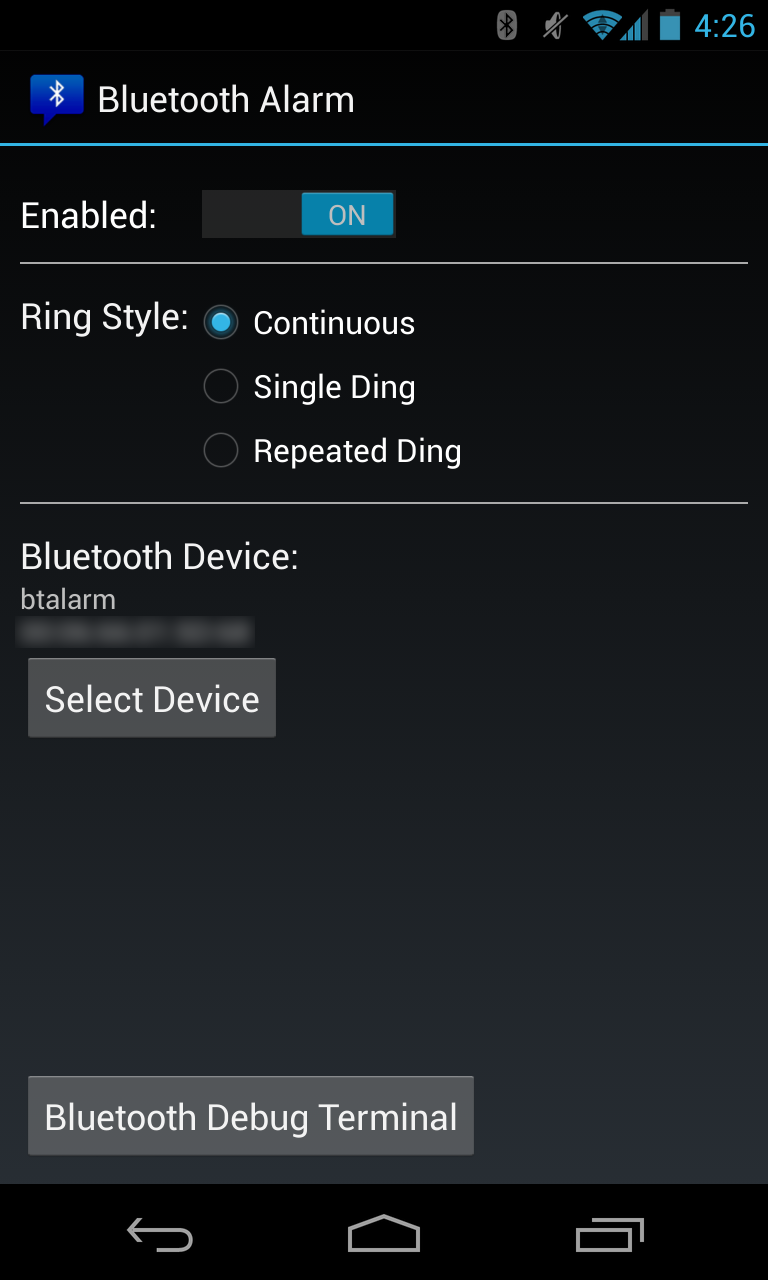 4:26
Bluetooth Alarm
Enabled: ON
Ring Style: Continuous
Single Ding
Repeated Ding
Bluetooth Device:
btalarm
Select Device
Bluetooth Debug Terminal